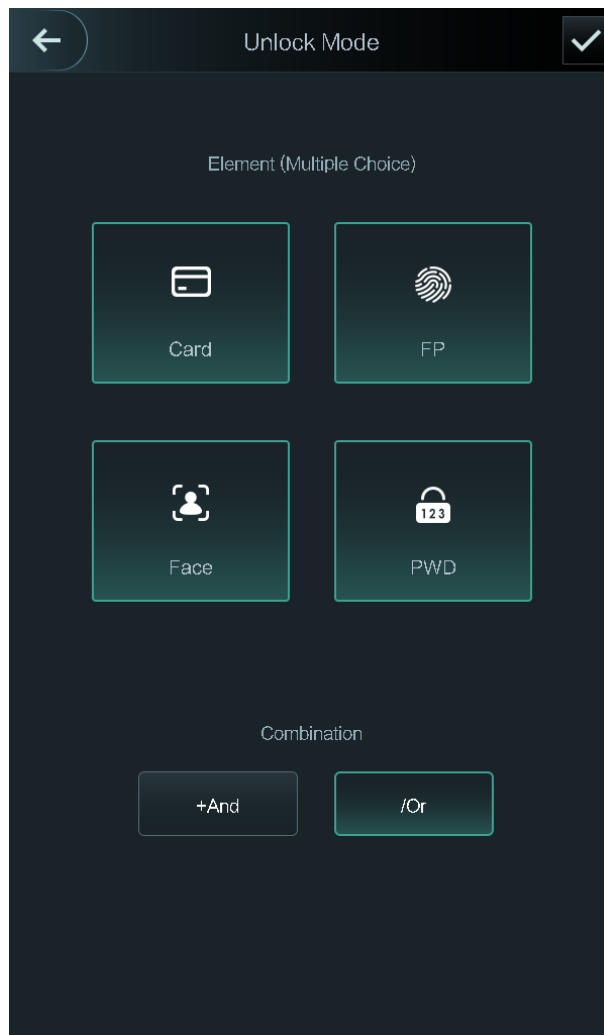 Unlock Mode
Element (Multiple Choice)
Card
FP
Face
123
PWD
Combination
+And
/Or